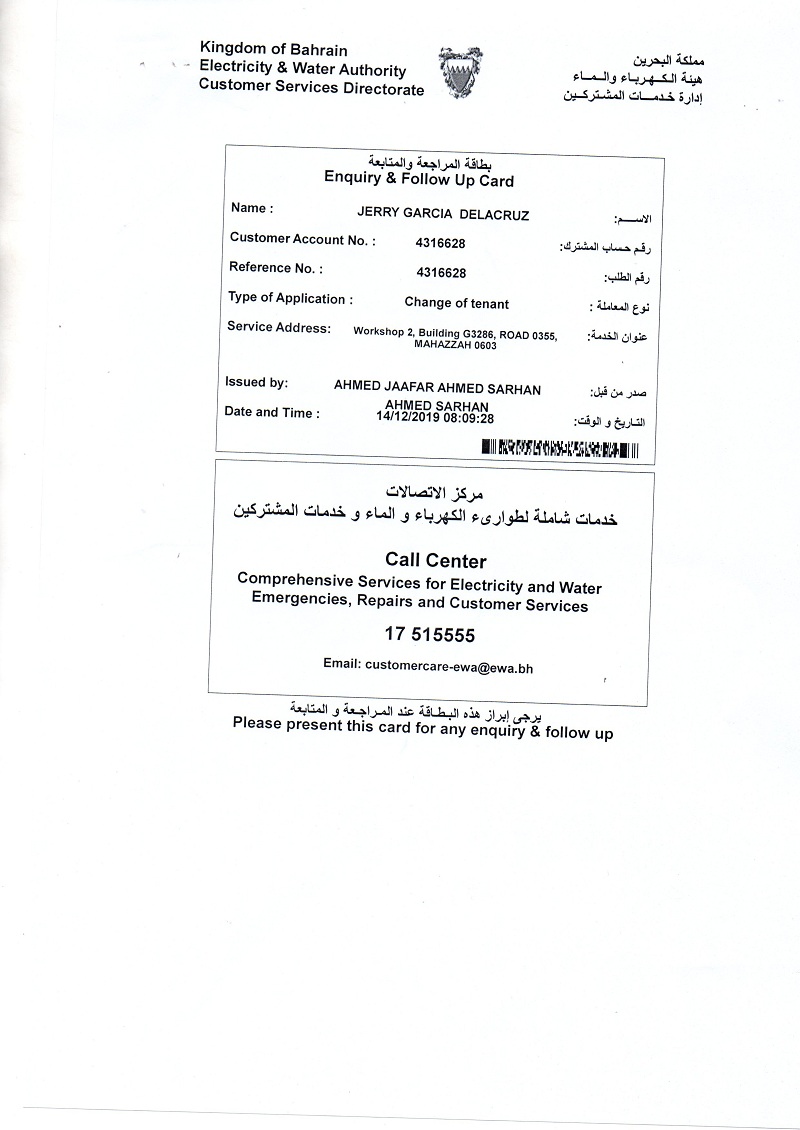 Kingdom of Bahrain
Electricity & Water Authority
Customer Services Directorate
مملكة البحرين
هيئة الكهرباء والماء
إدارة خدمات المشتركين
بطاقة المراجعة والمتابعة
Enquiry & Follow Up Card
Name : JERRY GARCIA DELACRUZ الاسم:
Customer Account No. : 4316628 رقم حساب المشترك:
Reference No. : 4316628 رقم الطلب:
Type of Application : Change of tenant نوع المعاملة :
Service Address: Workshop 2, Building G3286, ROAD 0355, عنوان الخدمة:
MAHAZZAH 0603
Issued by: AHMED JAAFAR AHMED SARHAN صدر من قبل:
AHMED SARHAN
Date and Time : 14/12/2019 08:09:28 التاريخ و الوقت:
مركز الاتصالات
خدمات شاملة لطوارىء الكهرباء و الماء و خدمات المشتركين
Call Center
Comprehensive Services for Electricity and Water
Emergencies, Repairs and Customer Services
17 515555
Email: customercare-ewa@ewa.bh
يرجى إبراز هذه البطاقة عند المراجعة و المتابعة
Please present this card for any enquiry & follow up